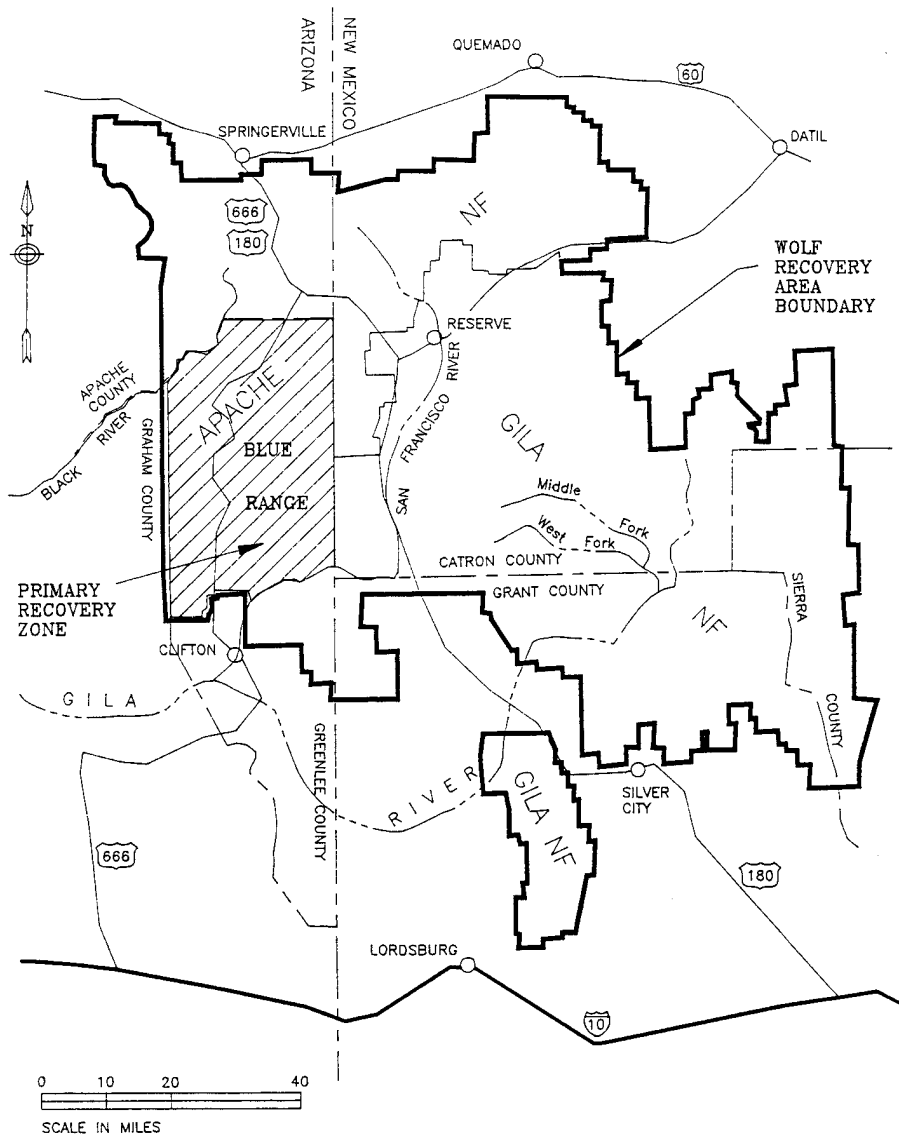 ARIZONA
NEW MEXICO
QUEMADO
60
DATIL
SPRINGERVILLE
N
666
180
NF
WOLF
RECOVERY
AREA
BOUNDARY
RESERVE
APACHE COUNTY
BLACK RIVER
GRAHAM COUNTY
APACHE
BLUE
RANGE
SAN FRANCISCO RIVER
GILA
Middle Fork
West Fork
CATRON COUNTY
GRANT COUNTY
PRIMARY
RECOVERY
ZONE
SIERRA COUNTY
NF
CLIFTON
GILA RIVER
GREENLEE COUNTY
GILA NF
SILVER
CITY
666
180
LORDSBURG
10
0 10 20 40
SCALE IN MILES